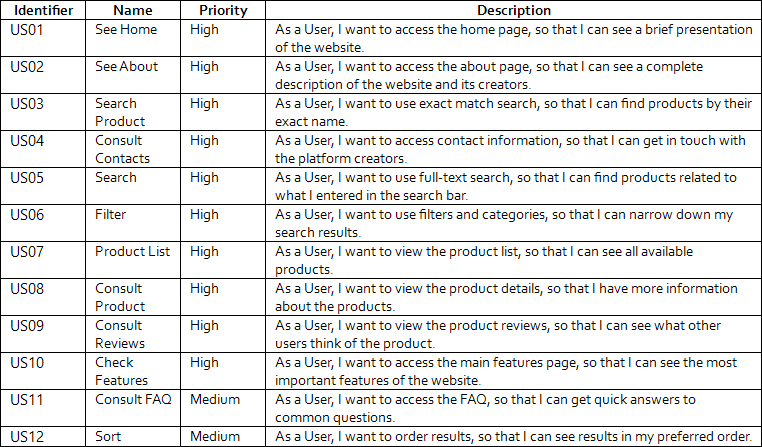 Identifier Name Priority Description
US01 See Home High As a User, I want to access the home page, so that I can see a brief presentation
of the website.
US02 See About High As a User, I want to access the about page, so that I can see a complete
description of the website and its creators.
US03 Search High As a User, I want to use exact match search, so that I can find products by their
Product exact name.
US04 Consult High As a User, I want to access contact information, so that I can get in touch with
Contacts the platform creators.
US05 Search High As a User, I want to use full-text search, so that I can find products related to
what I entered in the search bar.
US06 Filter High As a User, I want to use filters and categories, so that I can narrow down my
search results.
US07 Product List High As a User, I want to view the product list, so that I can see all available
products.
US08 Consult High As a User, I want to view the product details, so that I have more information
Product about the products.
US09 Consult High As a User, I want to view the product reviews, so that I can see what other
Reviews users think of the product.
US10 Check High As a User, I want to access the main features page, so that I can see the most
Features important features of the website.
US11 Consult FAQ Medium As a User, I want to access the FAQ, so that I can get quick answers to
common questions.
US12 Sort Medium As a User, I want to order results, so that I can see results in my preferred order.